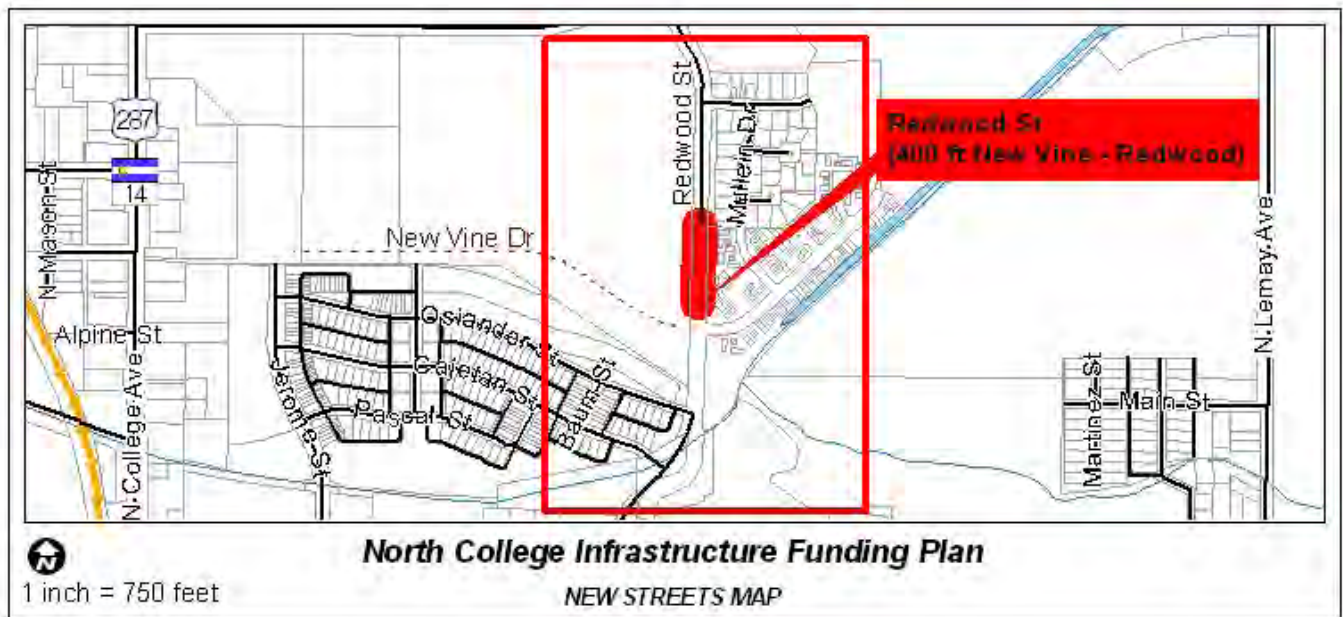 Redwood St
287
N Mason St
14
Mullein Dr
Redwood St
(400 ft New Vine - Redwood)
New Vine Dr
N Lemay Ave
Alpine St
Osiander St
Cajetan St
Pascal St
Jerome St
Baum St
N College Ave
Martinez St
Main St
N
North College Infrastructure Funding Plan
1 inch = 750 feet
NEW STREETS MAP